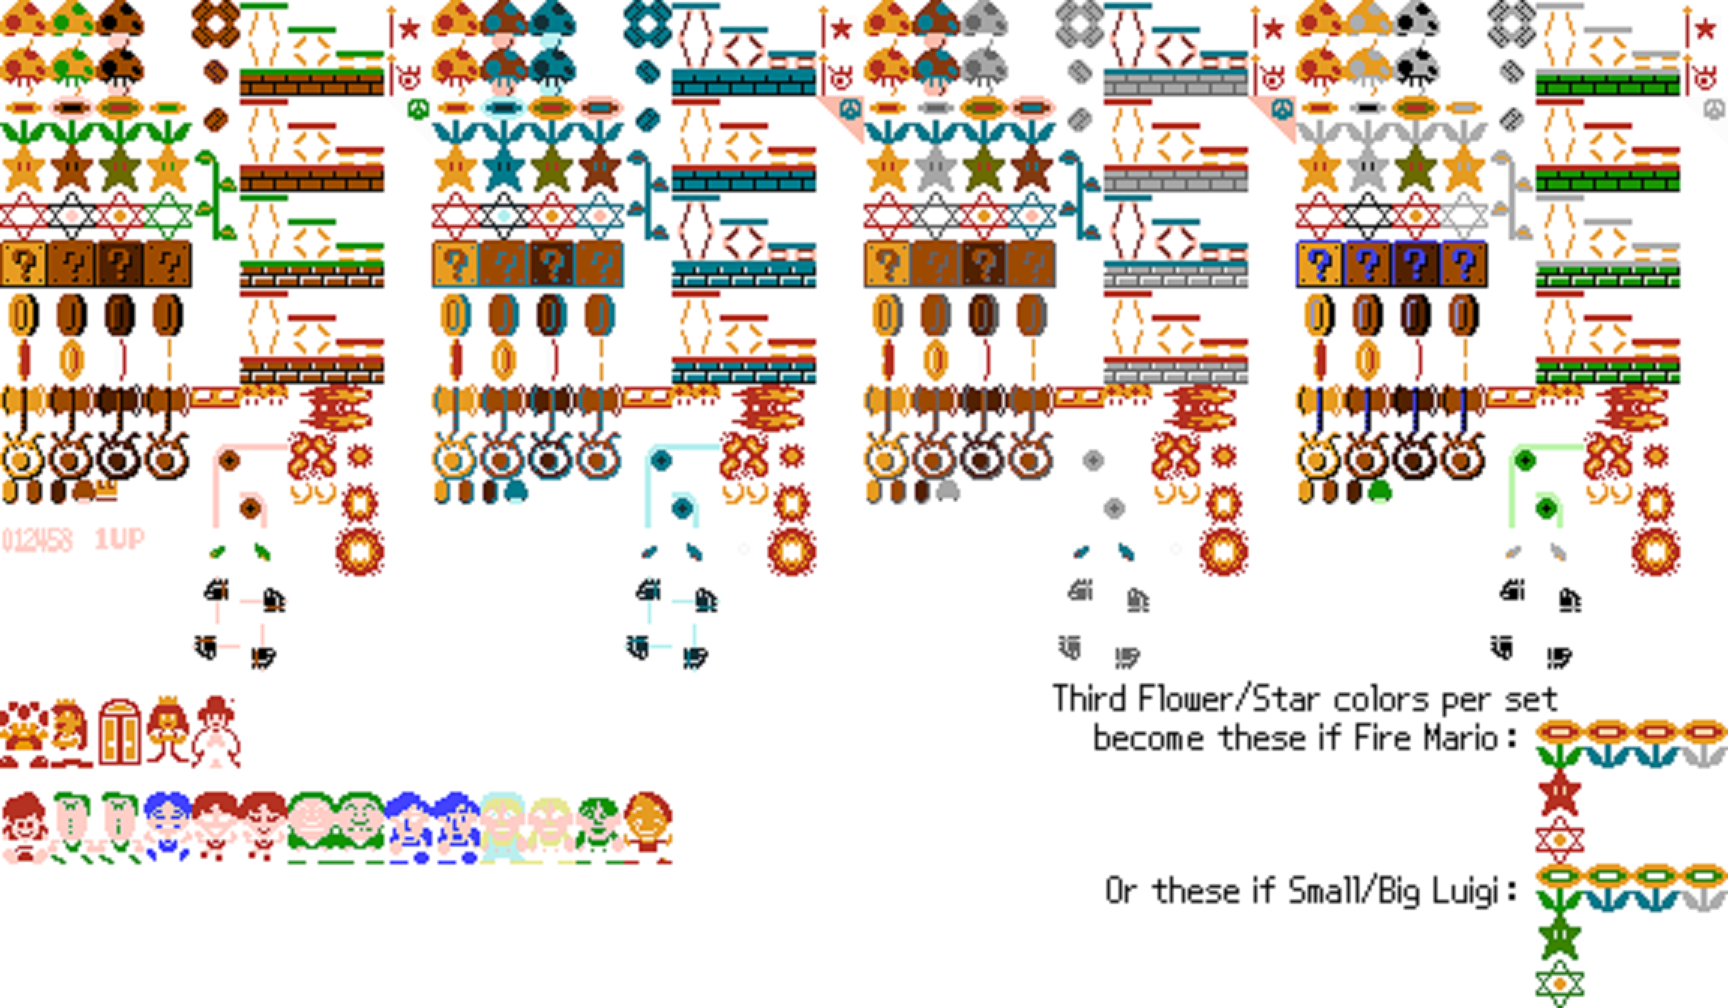 ? ? ? ? ? ? ? ? ? ? ? ? ? ? ? ?
012458 1UP
Third Flower/Star colors per set
become these if Fire Mario:
Or these if Small/Big Luigi: